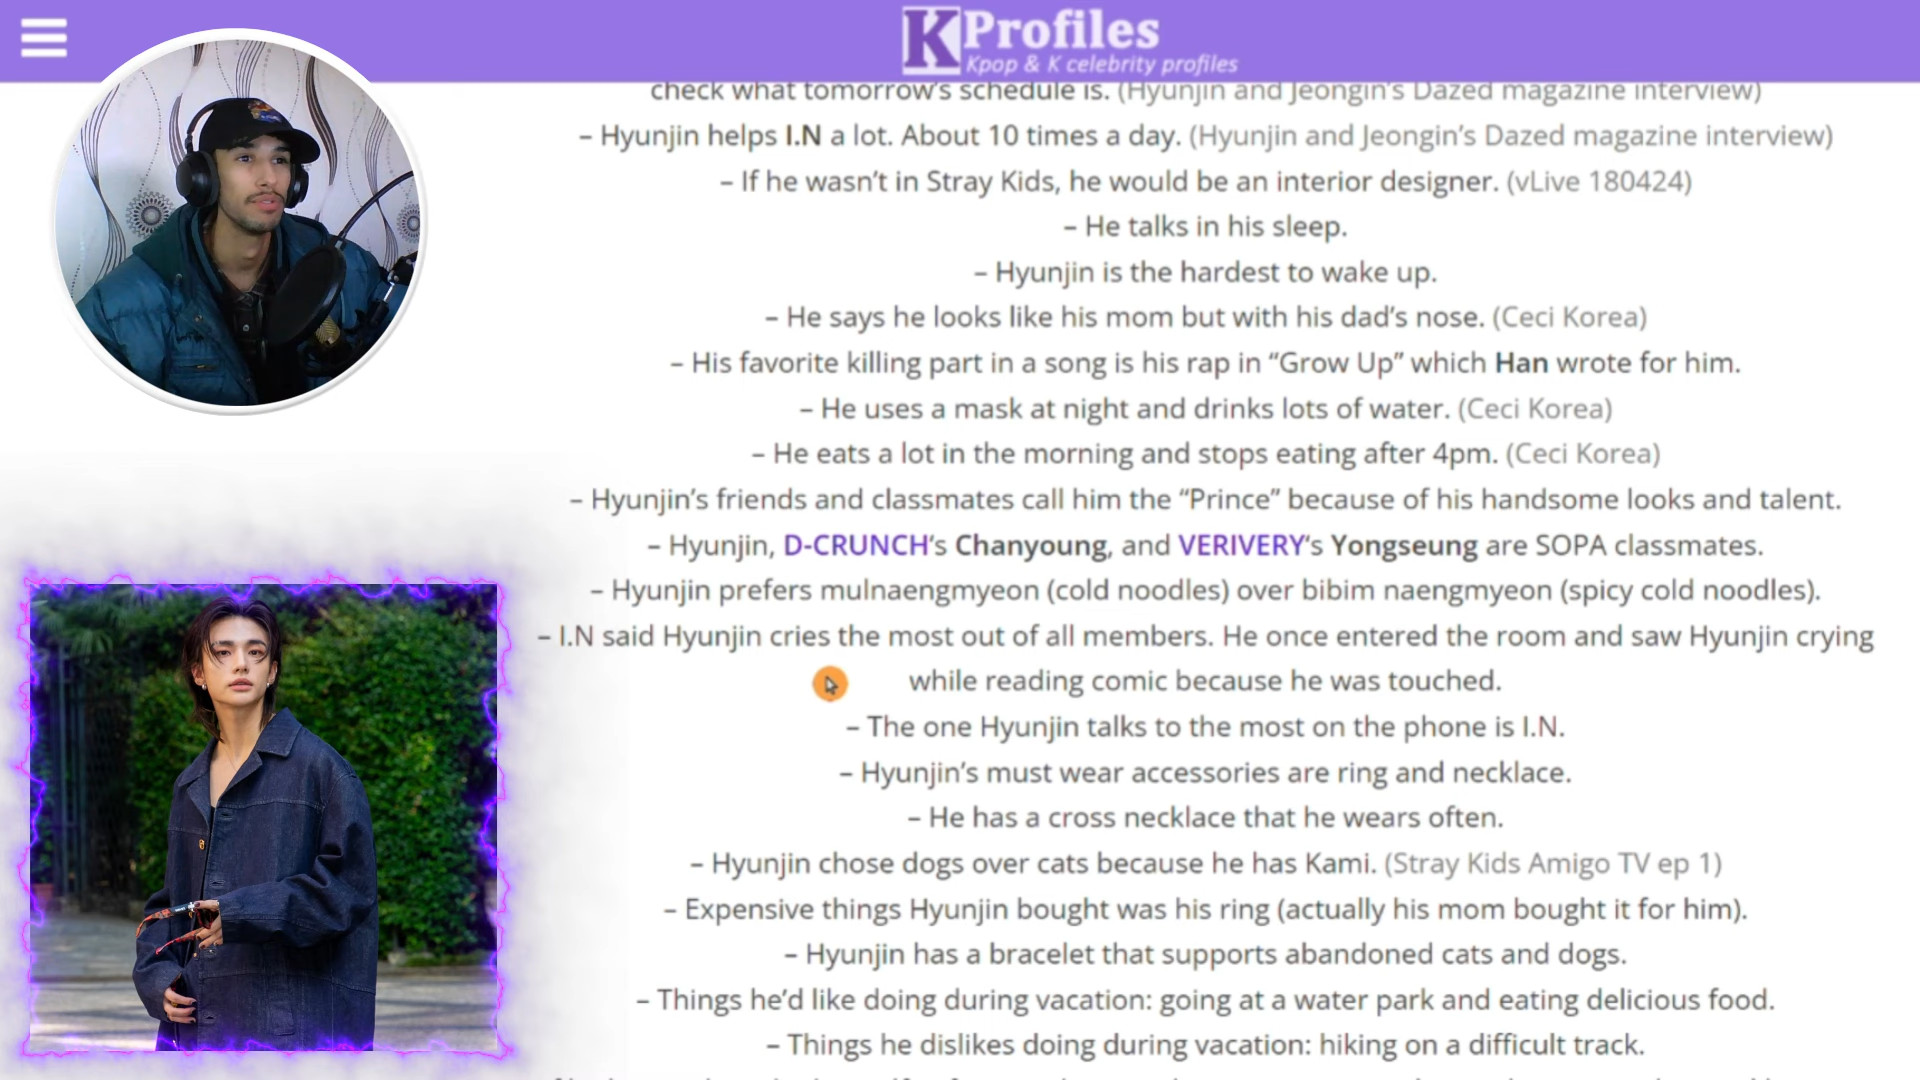 KProfiles
Kpop & K celebrity profiles
check what tomorrow's schedule is. (Hyunjin and Jeongin's Dazed magazine interview)
– Hyunjin helps I.N a lot. About 10 times a day. (Hyunjin and Jeongin's Dazed magazine interview)
– If he wasn't in Stray Kids, he would be an interior designer. (vLive 180424)
– He talks in his sleep.
– Hyunjin is the hardest to wake up.
– He says he looks like his mom but with his dad's nose. (Ceci Korea)
– His favorite killing part in a song is his rap in “Grow Up” which Han wrote for him.
– He uses a mask at night and drinks lots of water. (Ceci Korea)
– He eats a lot in the morning and stops eating after 4pm. (Ceci Korea)
– Hyunjin's friends and classmates call him the “Prince” because of his handsome looks and talent.
– Hyunjin, D-CRUNCH's Chanyoung, and VERIVERY's Yongseung are SOPA classmates.
– Hyunjin prefers mulnaengmyeon (cold noodles) over bibim naengmyeon (spicy cold noodles).
– I.N said Hyunjin cries the most out of all members. He once entered the room and saw Hyunjin crying
while reading comic because he was touched.
– The one Hyunjin talks to the most on the phone is I.N.
– Hyunjin's must wear accessories are ring and necklace.
– He has a cross necklace that he wears often.
– Hyunjin chose dogs over cats because he has Kami. (Stray Kids Amigo TV ep 1)
– Expensive things Hyunjin bought was his ring (actually his mom bought it for him).
– Hyunjin has a bracelet that supports abandoned cats and dogs.
– Things he'd like doing during vacation: going at a water park and eating delicious food.
– Things he dislikes doing during vacation: hiking on a difficult track.